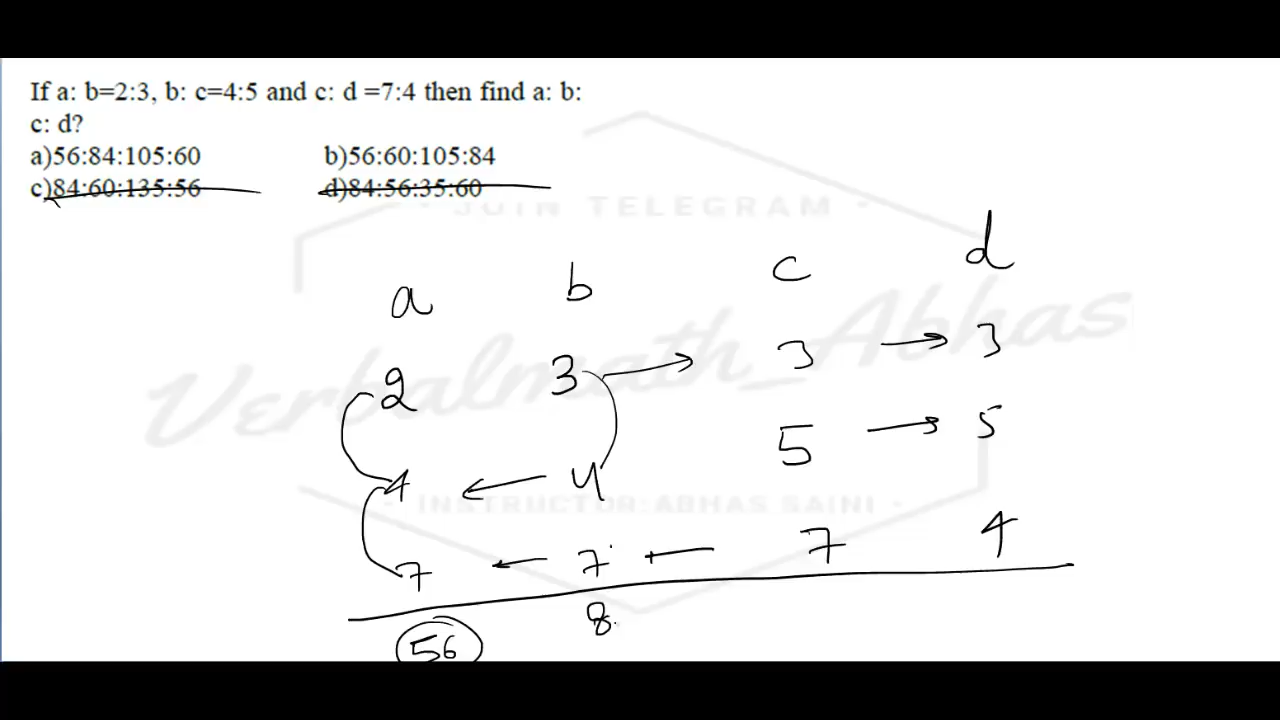 If a: b=2:3, b: c=4:5 and c: d =7:4 then find a: b:
c: d?
a)56:84:105:60 b)56:60:105:84
c)84:60:135:56 d)84:56:35:60
- JOIN TELEGRAM -
a b c d
2 3 → 3 → 3
Verbalmath_Abhas
4 ← 4 5 → 5
- INSTRUCTOR:ABHAS SAINI -
7 ← 7 ← 7 4
56 8